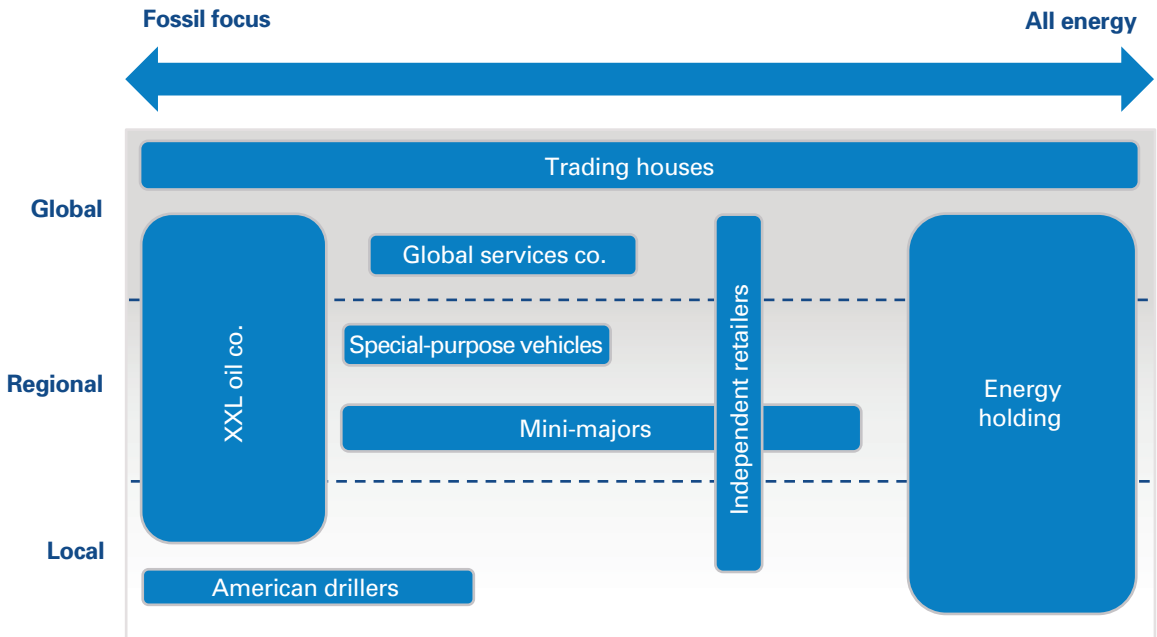 Fossil focus
All energy
Trading houses
Global
Global services co.
XXL oil co.
Special-purpose vehicles
Independent retailers
Regional
Energy
holding
Mini-majors
Local
American drillers